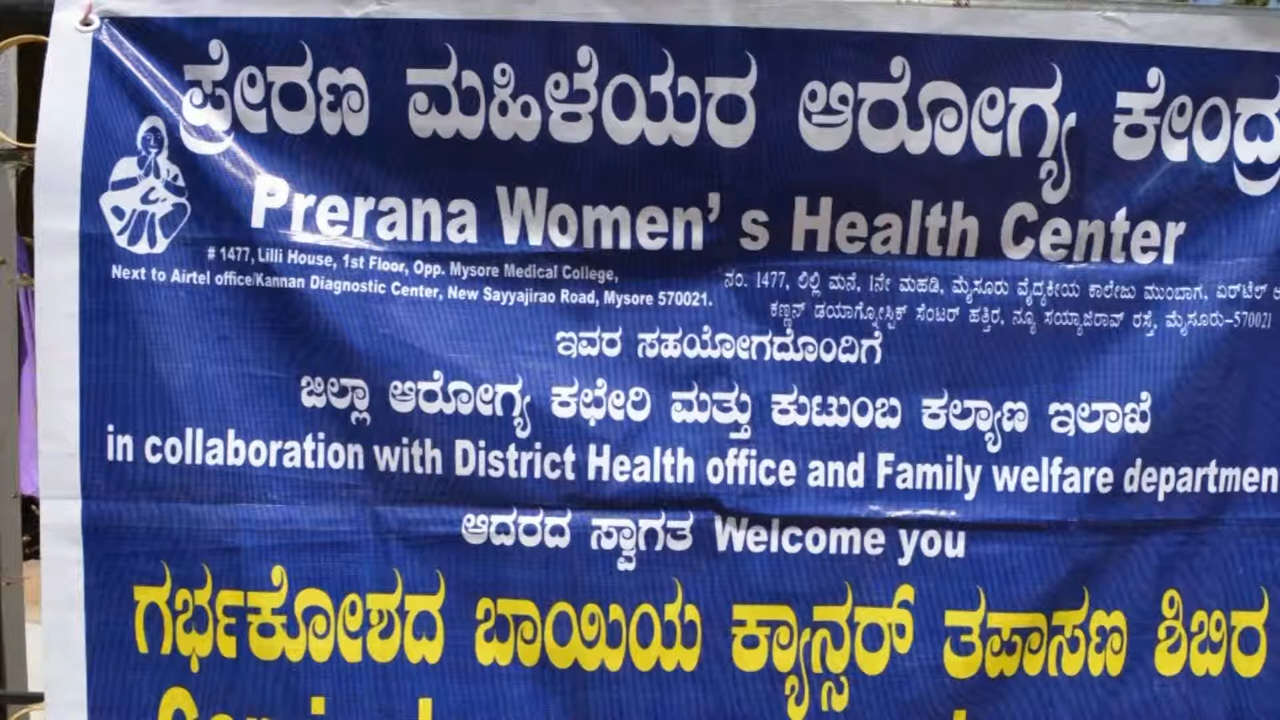 ಪ್ರೇರಣ ಮಹಿಳೆಯರ ಆರೋಗ್ಯ ಕೇಂದ್ರ
Prerana Women's Health Center
# 1477, Lilli House, 1st Floor, Opp. Mysore Medical College,
Next to Airtel office/Kannan Diagnostic Center, New Sayyajirao Road, Mysore 570021.
ನಂ. 1477, ಲಿಲ್ಲಿ ಮನೆ, 1ನೇ ಮಹಡಿ, ಮೈಸೂರು ವೈದ್ಯಕೀಯ ಕಾಲೇಜು ಮುಂಬಾಗ, ಏರ್‌ಟೆಲ್
ಕಣ್ಣನ್ ಡಯಾಗ್ನೋಸ್ಟಿಕ್ ಸೆಂಟರ್ ಹತ್ತಿರ, ನ್ಯೂ ಸಯ್ಯಾಜಿರಾವ್ ರಸ್ತೆ, ಮೈಸೂರು-570021
ಇವರ ಸಹಯೋಗದೊಂದಿಗೆ
ಜಿಲ್ಲಾ ಆರೋಗ್ಯ ಕಛೇರಿ ಮತ್ತು ಕುಟುಂಬ ಕಲ್ಯಾಣ ಇಲಾಖೆ
in collaboration with District Health office and Family welfare departmen
ಆದರದ ಸ್ವಾಗತ Welcome you
ಗರ್ಭಕೋಶದ ಬಾಯಿಯ ಕ್ಯಾನ್ಸರ್ ತಪಾಸಣ ಶಿಬಿರ